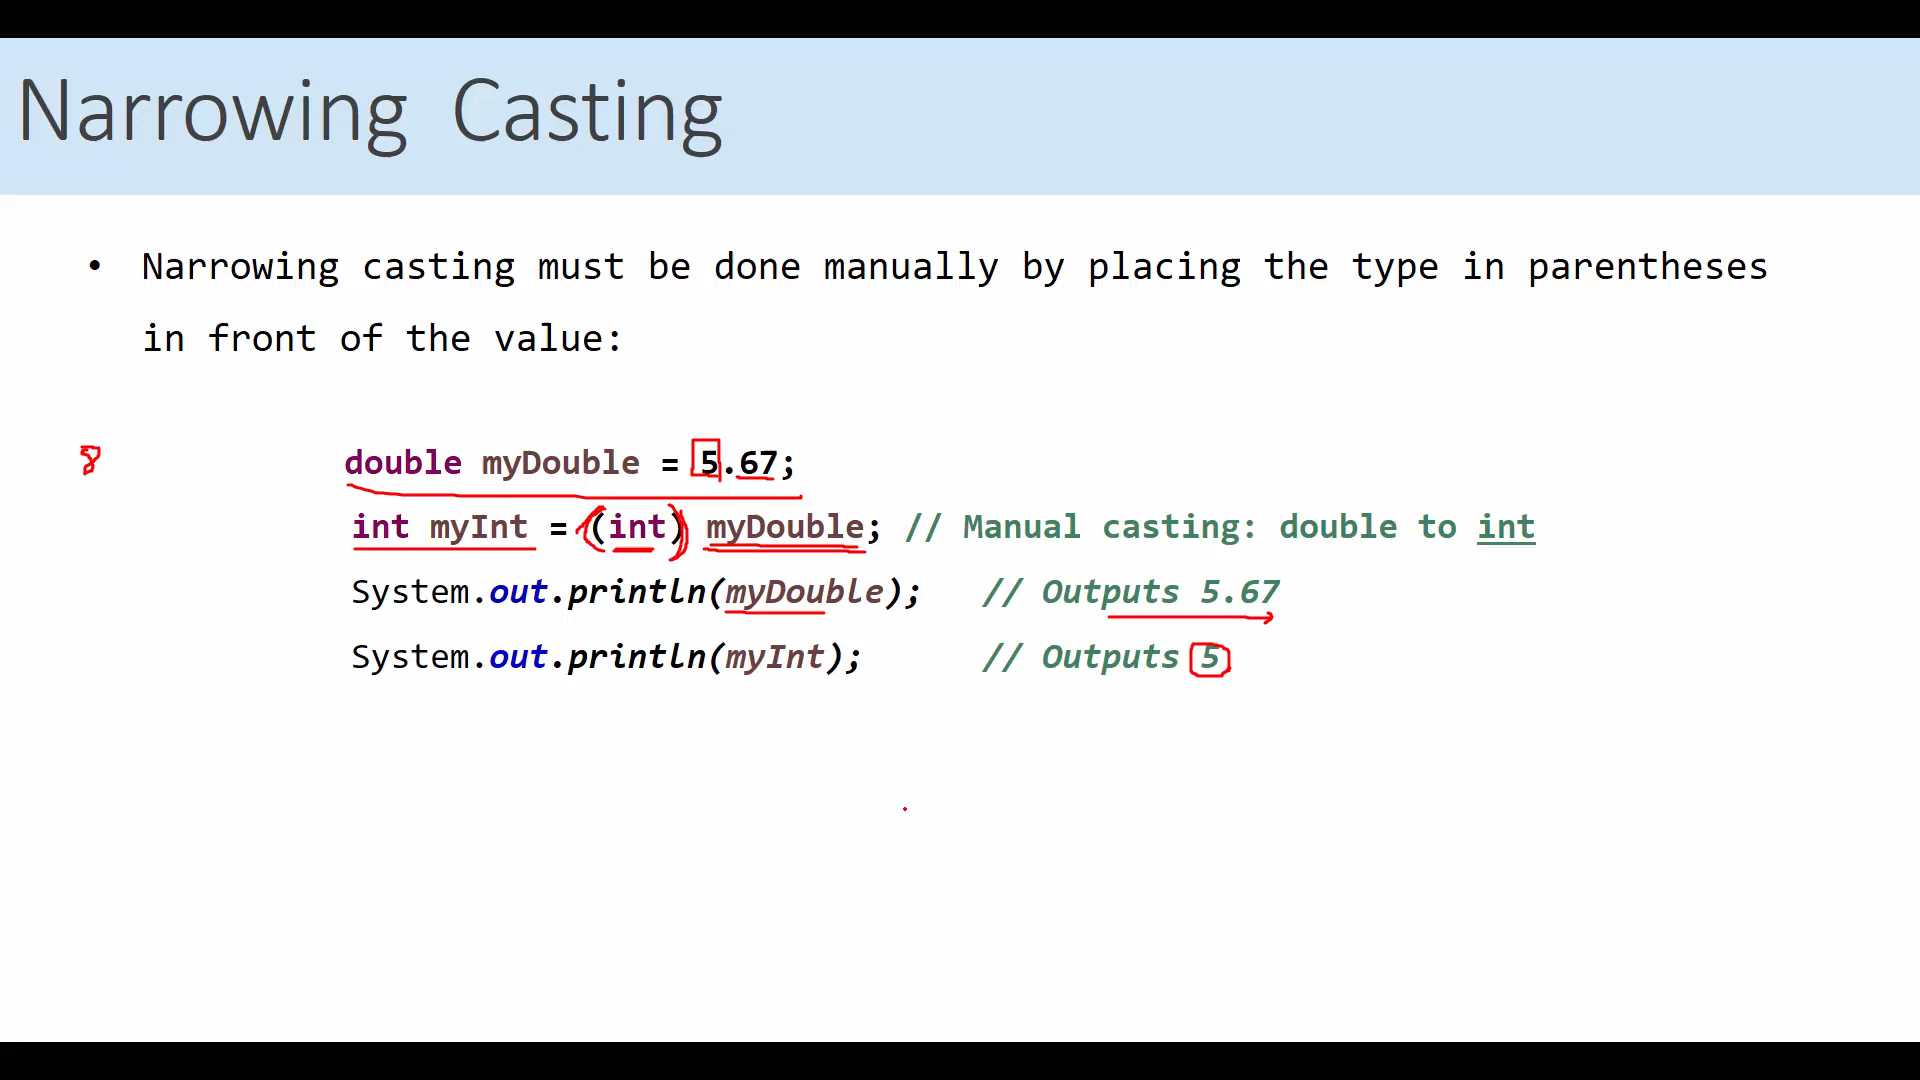 Narrowing Casting
• Narrowing casting must be done manually by placing the type in parentheses
in front of the value:
8
double myDouble = 5.67;
int myInt = (int) myDouble; // Manual casting: double to int
System.out.println(myDouble); // Outputs 5.67
System.out.println(myInt); // Outputs 5